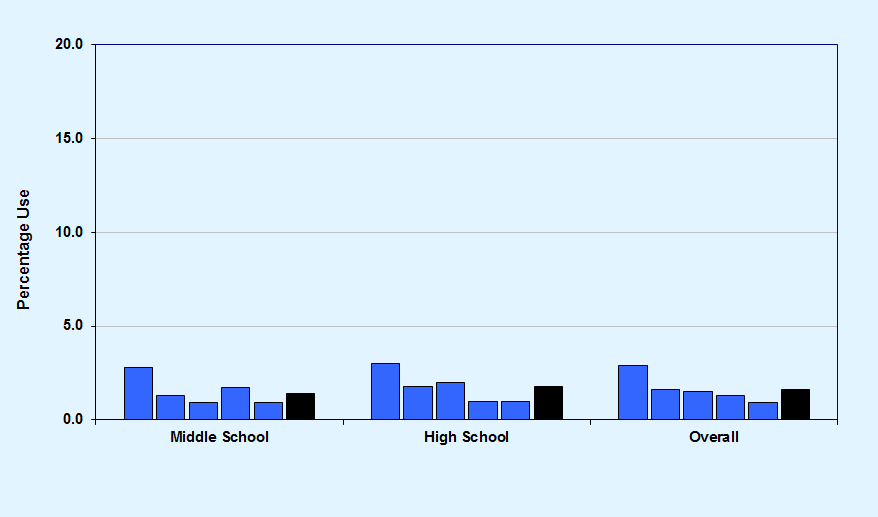 20.0
15.0
10.0
5.0
0.0
Percentage Use
Middle School
High School
Overall